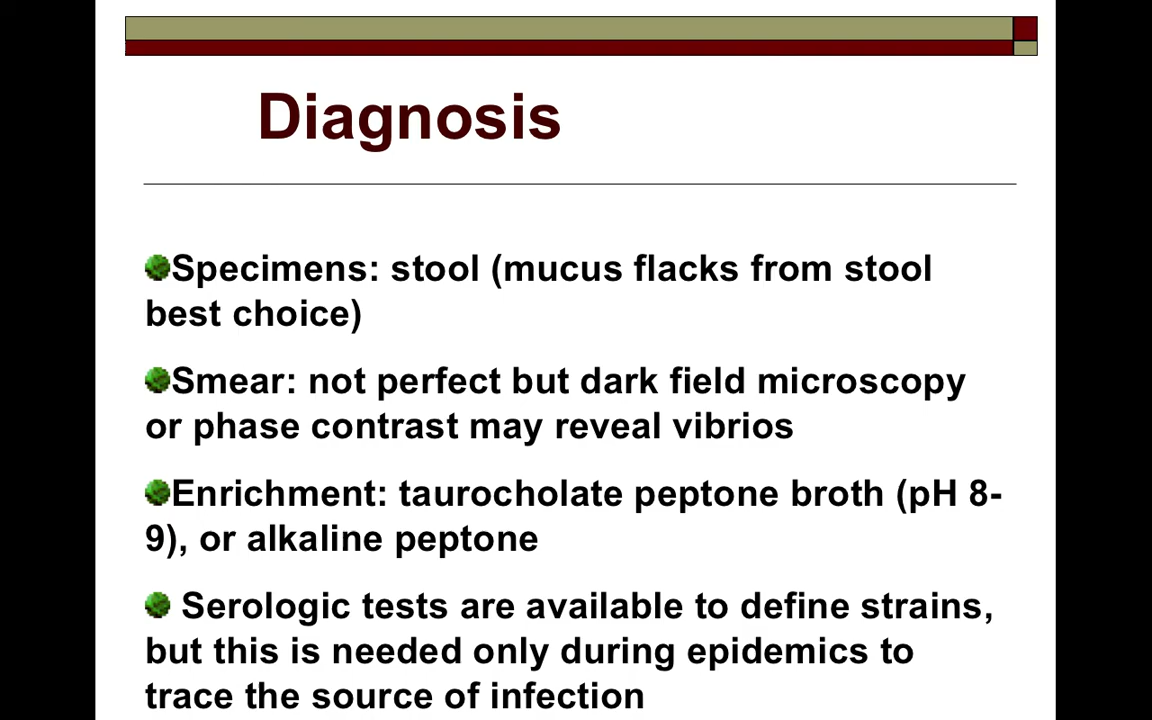 Diagnosis
Specimens: stool (mucus flacks from stool
best choice)
Smear: not perfect but dark field microscopy
or phase contrast may reveal vibrios
Enrichment: taurocholate peptone broth (pH 8-
9), or alkaline peptone
Serologic tests are available to define strains,
but this is needed only during epidemics to
trace the source of infection